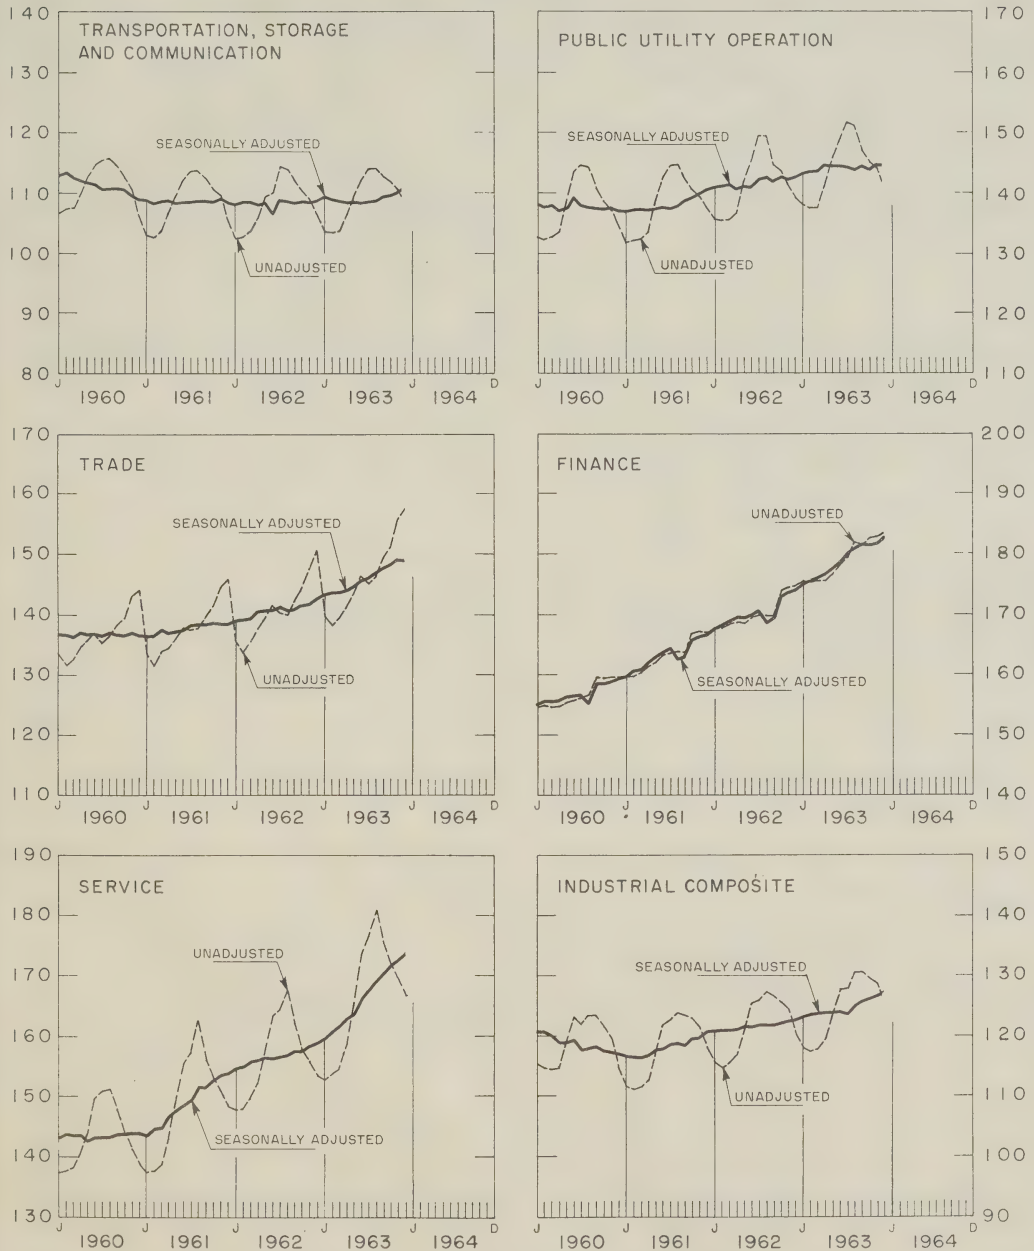 140
TRANSPORTATION, STORAGE
AND COMMUNICATION
130
120
SEASONALLY ADJUSTED
110
100
UNADJUSTED
90
80
J J J J J D
1960 1961 1962 1963 1964
170
PUBLIC UTILITY OPERATION
160
150
SEASONALLY ADJUSTED
140
130
UNADJUSTED
120
110
J J J J J D
1960 1961 1962 1963 1964
170
TRADE
160
SEASONALLY ADJUSTED
150
140
130
UNADJUSTED
120
110
J J J J J D
1960 1961 1962 1963 1964
200
FINANCE
190
UNADJUSTED
180
170
160
SEASONALLY ADJUSTED
150
140
J J J J J D
1960 1961 1962 1963 1964
190
SERVICE
180
UNADJUSTED
170
160
150
SEASONALLY ADJUSTED
140
130
J J J J J D
1960 1961 1962 1963 1964
150
INDUSTRIAL COMPOSITE
140
SEASONALLY ADJUSTED
130
120
110
UNADJUSTED
100
90
J J J J J D
1960 1961 1962 1963 1964